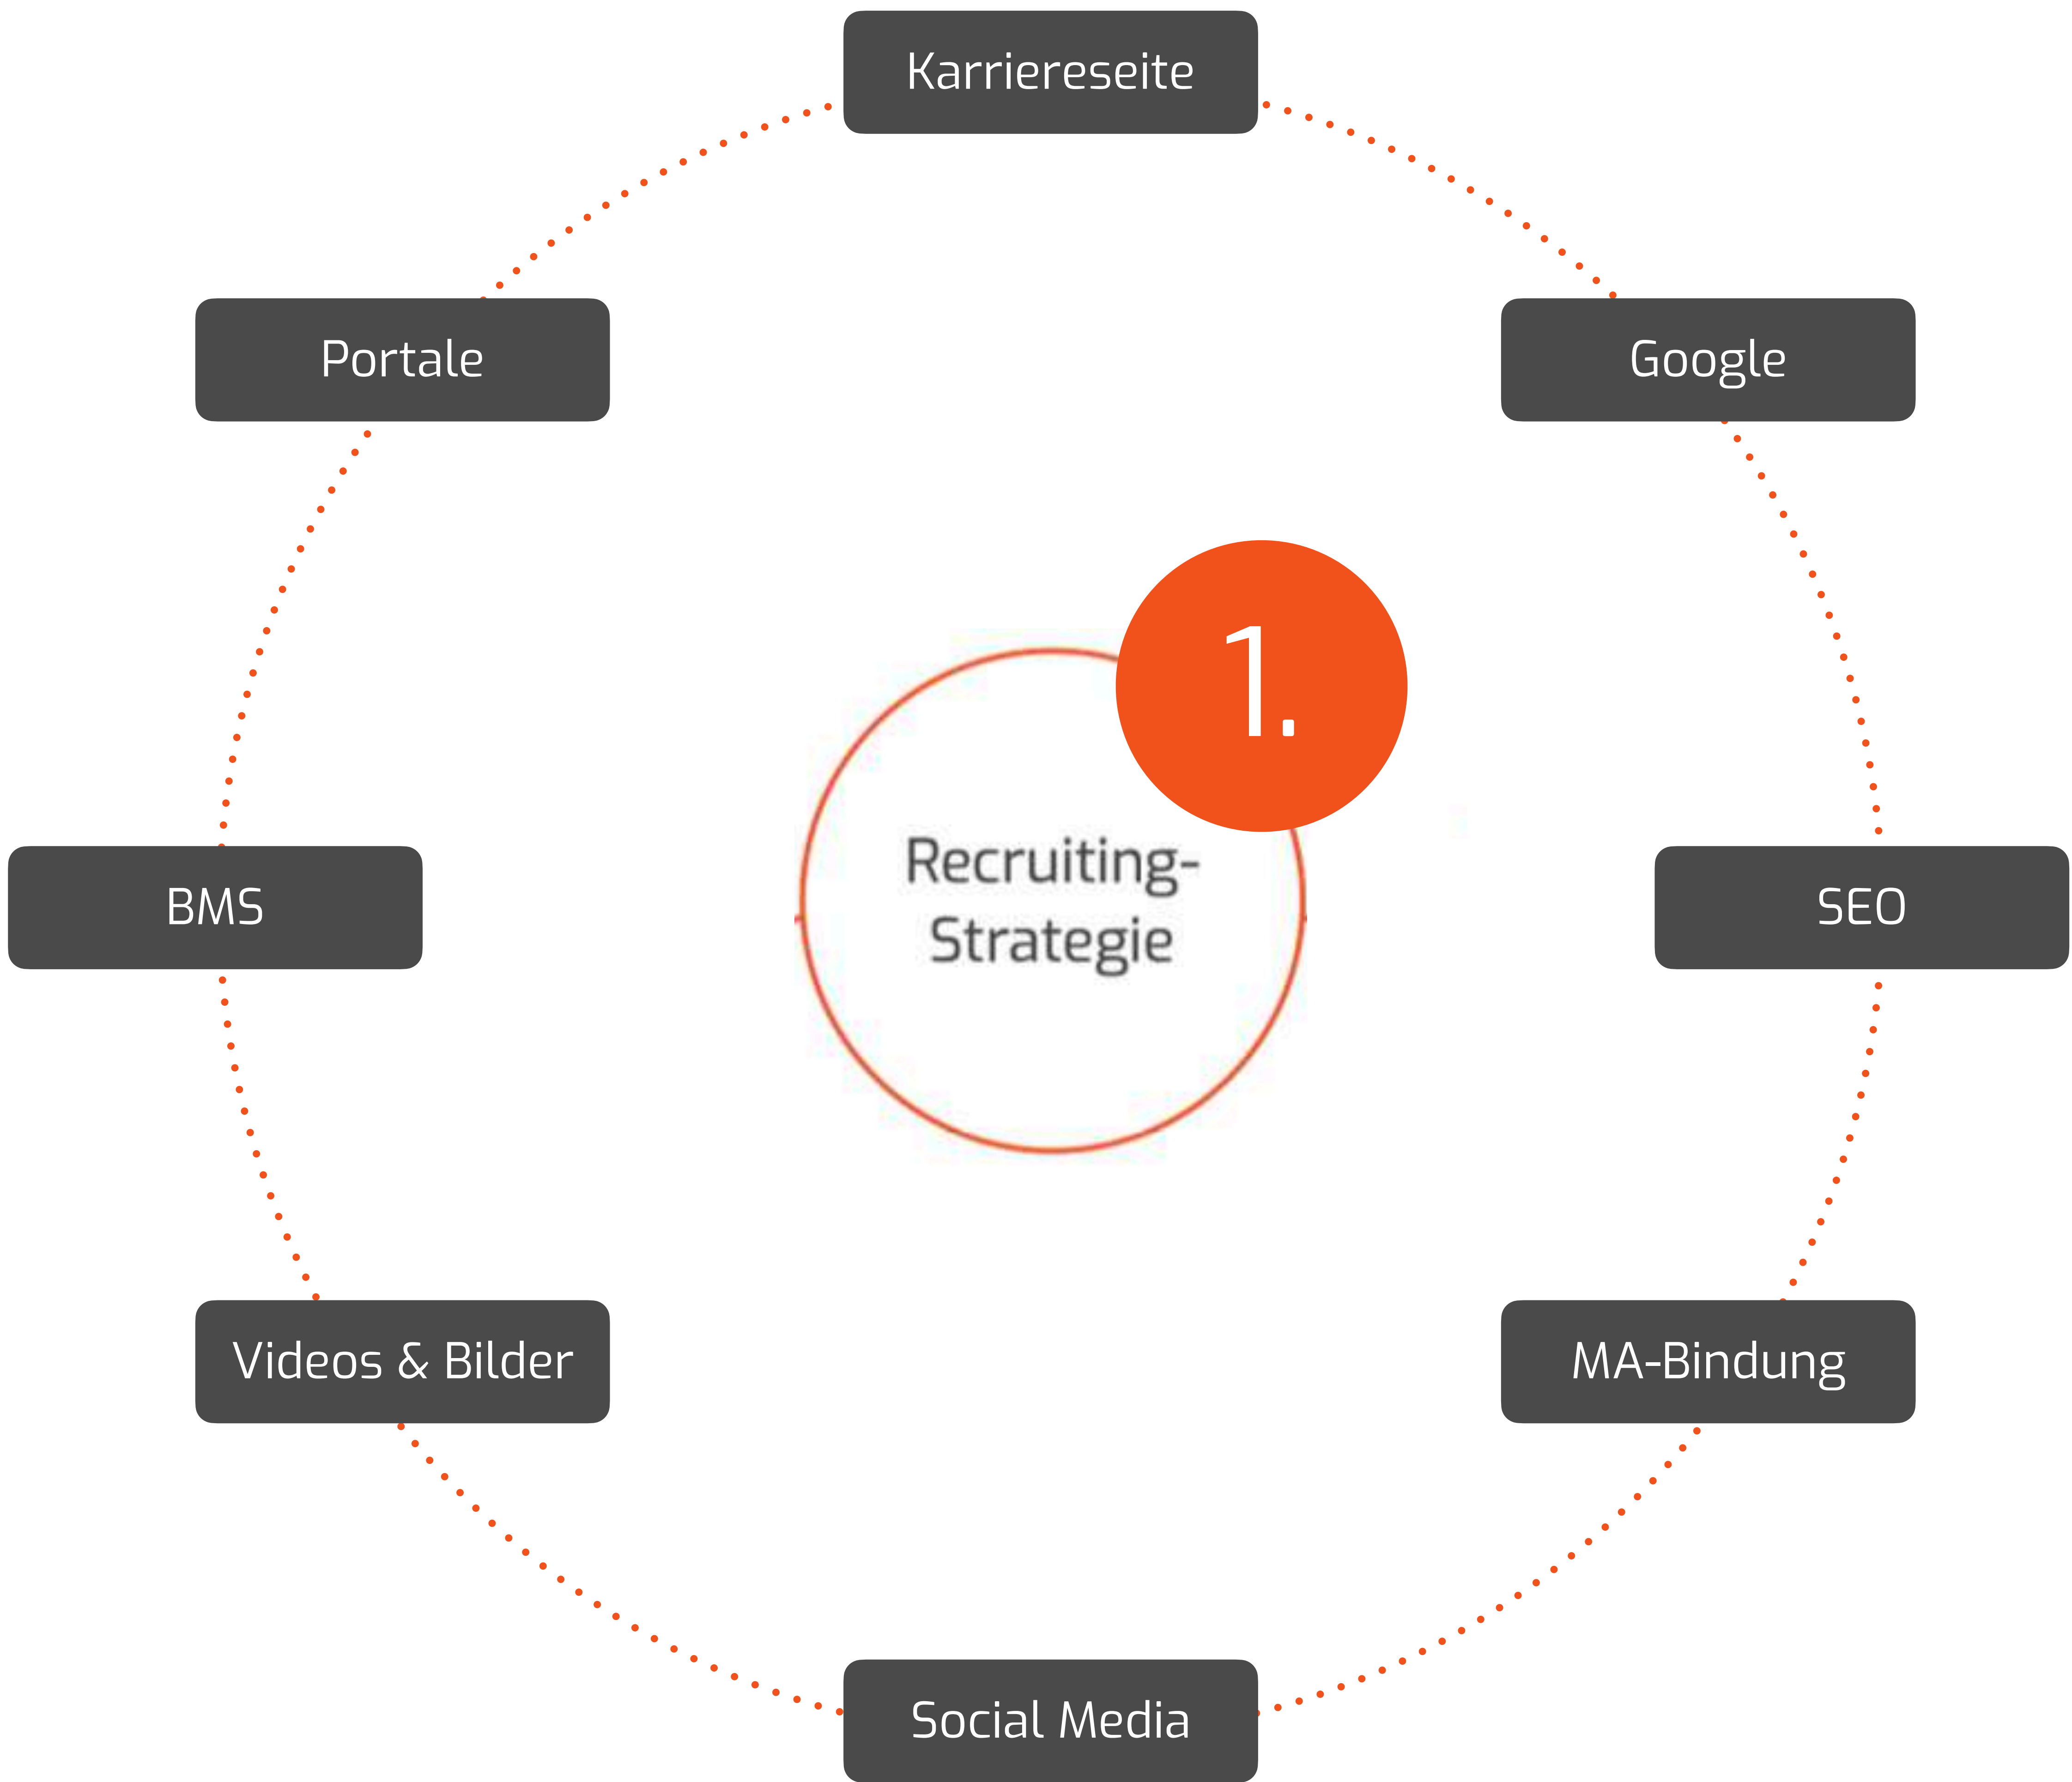 Karriereseite
Portale
Google
1.
Recruiting-
Strategie
BMS
SEO
Videos & Bilder
MA-Bindung
Social Media